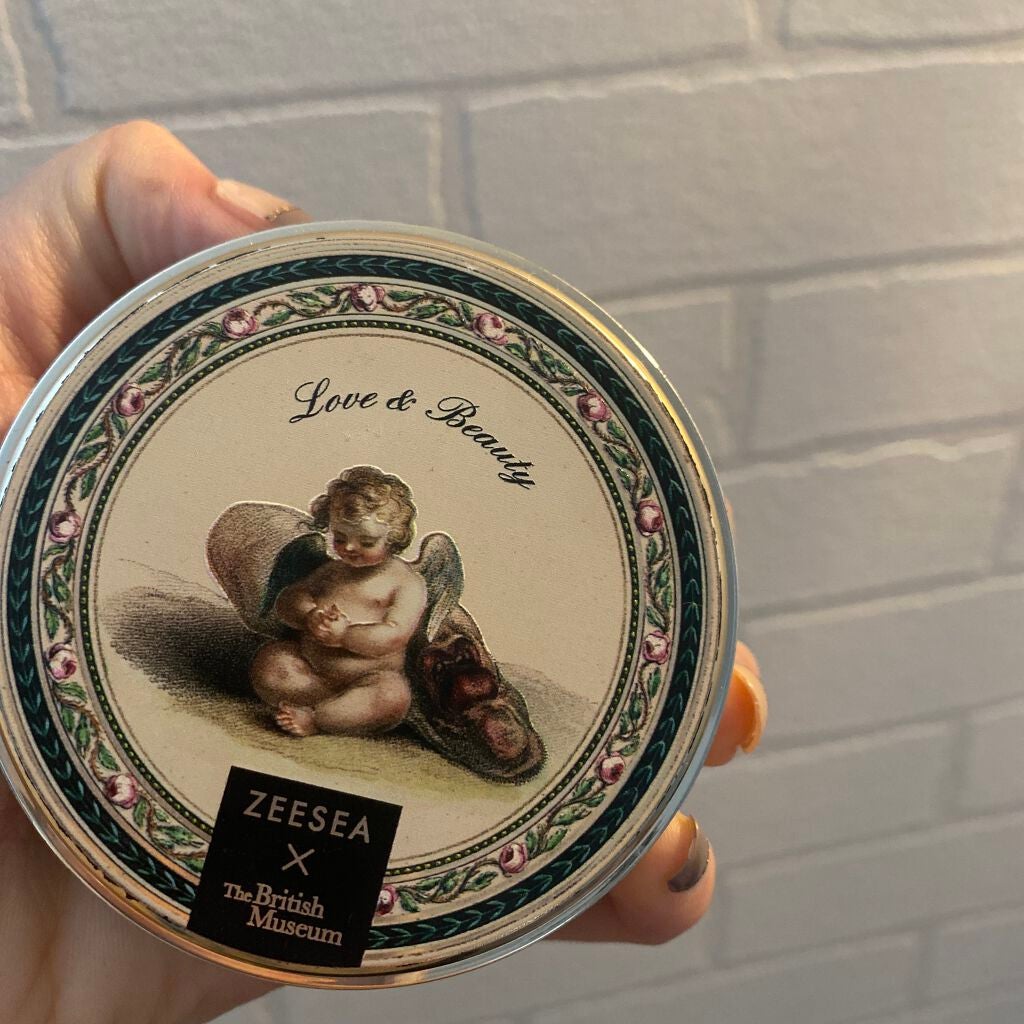 Love & Beauty
ZEESEA
X
The British
Museum